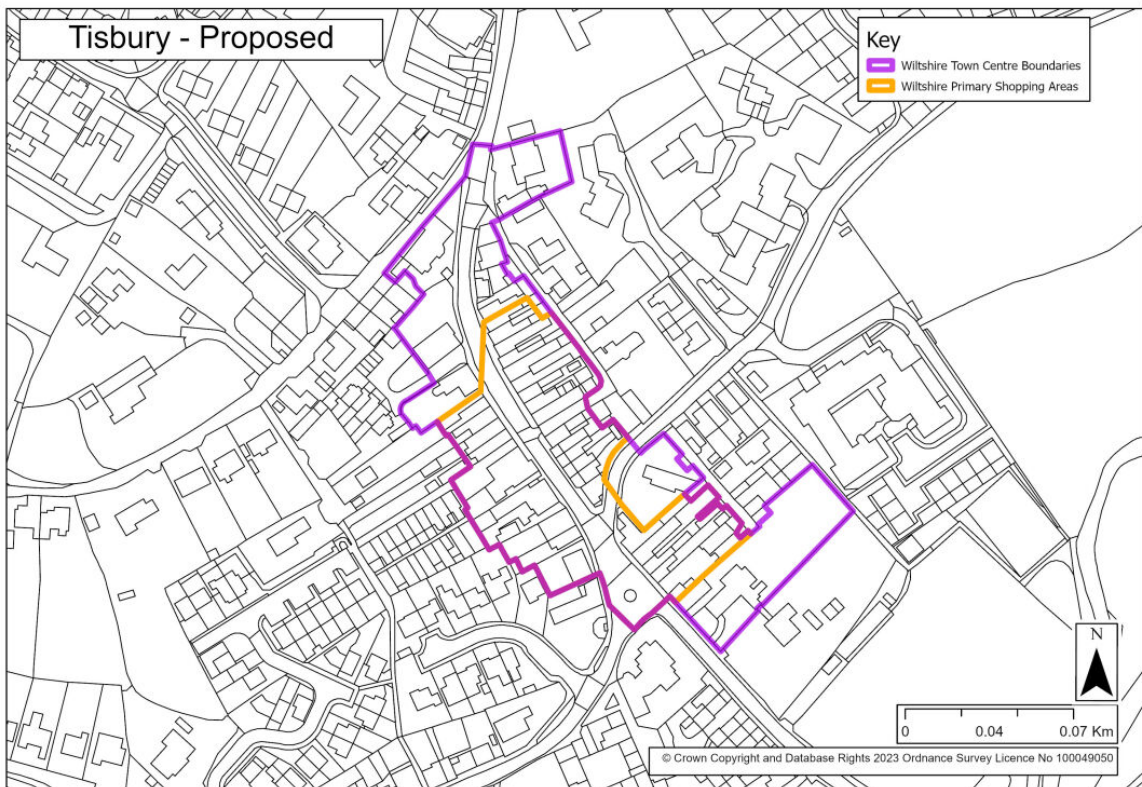 Tisbury - Proposed
Key
Wiltshire Town Centre Boundaries
Wiltshire Primary Shopping Areas
N
0 0.04 0.07 Km
© Crown Copyright and Database Rights 2023 Ordnance Survey Licence No 100049050